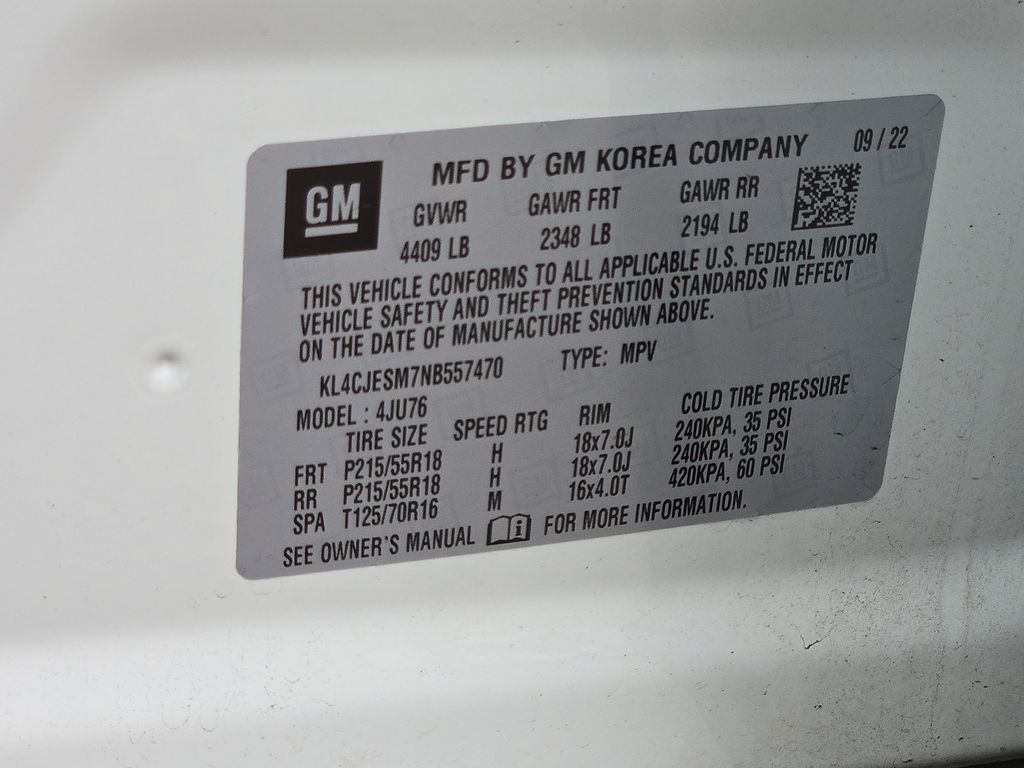 GM
MFD BY GM KOREA COMPANY 09 / 22
GVWR GAWR FRT GAWR RR
4409 LB 2348 LB 2194 LB
THIS VEHICLE CONFORMS TO ALL APPLICABLE U.S. FEDERAL MOTOR
VEHICLE SAFETY AND THEFT PREVENTION STANDARDS IN EFFECT
ON THE DATE OF MANUFACTURE SHOWN ABOVE.
KL4CJESM7NB557470 TYPE: MPV
MODEL : 4JU76
TIRE SIZE SPEED RTG RIM COLD TIRE PRESSURE
FRT P215/55R18 H 18x7.0J 240KPA, 35 PSI
RR P215/55R18 H 18x7.0J 240KPA, 35 PSI
SPA T125/70R16 M 16x4.0T 420KPA, 60 PSI
SEE OWNER'S MANUAL i FOR MORE INFORMATION.